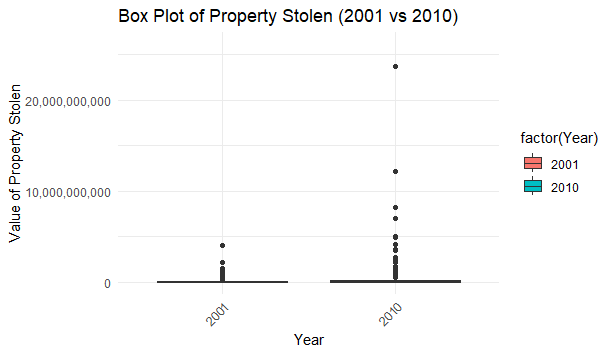 Box Plot of Property Stolen (2001 vs 2010)
Value of Property Stolen
20,000,000,000
10,000,000,000
0
2001
2010
Year
factor(Year)
2001
2010